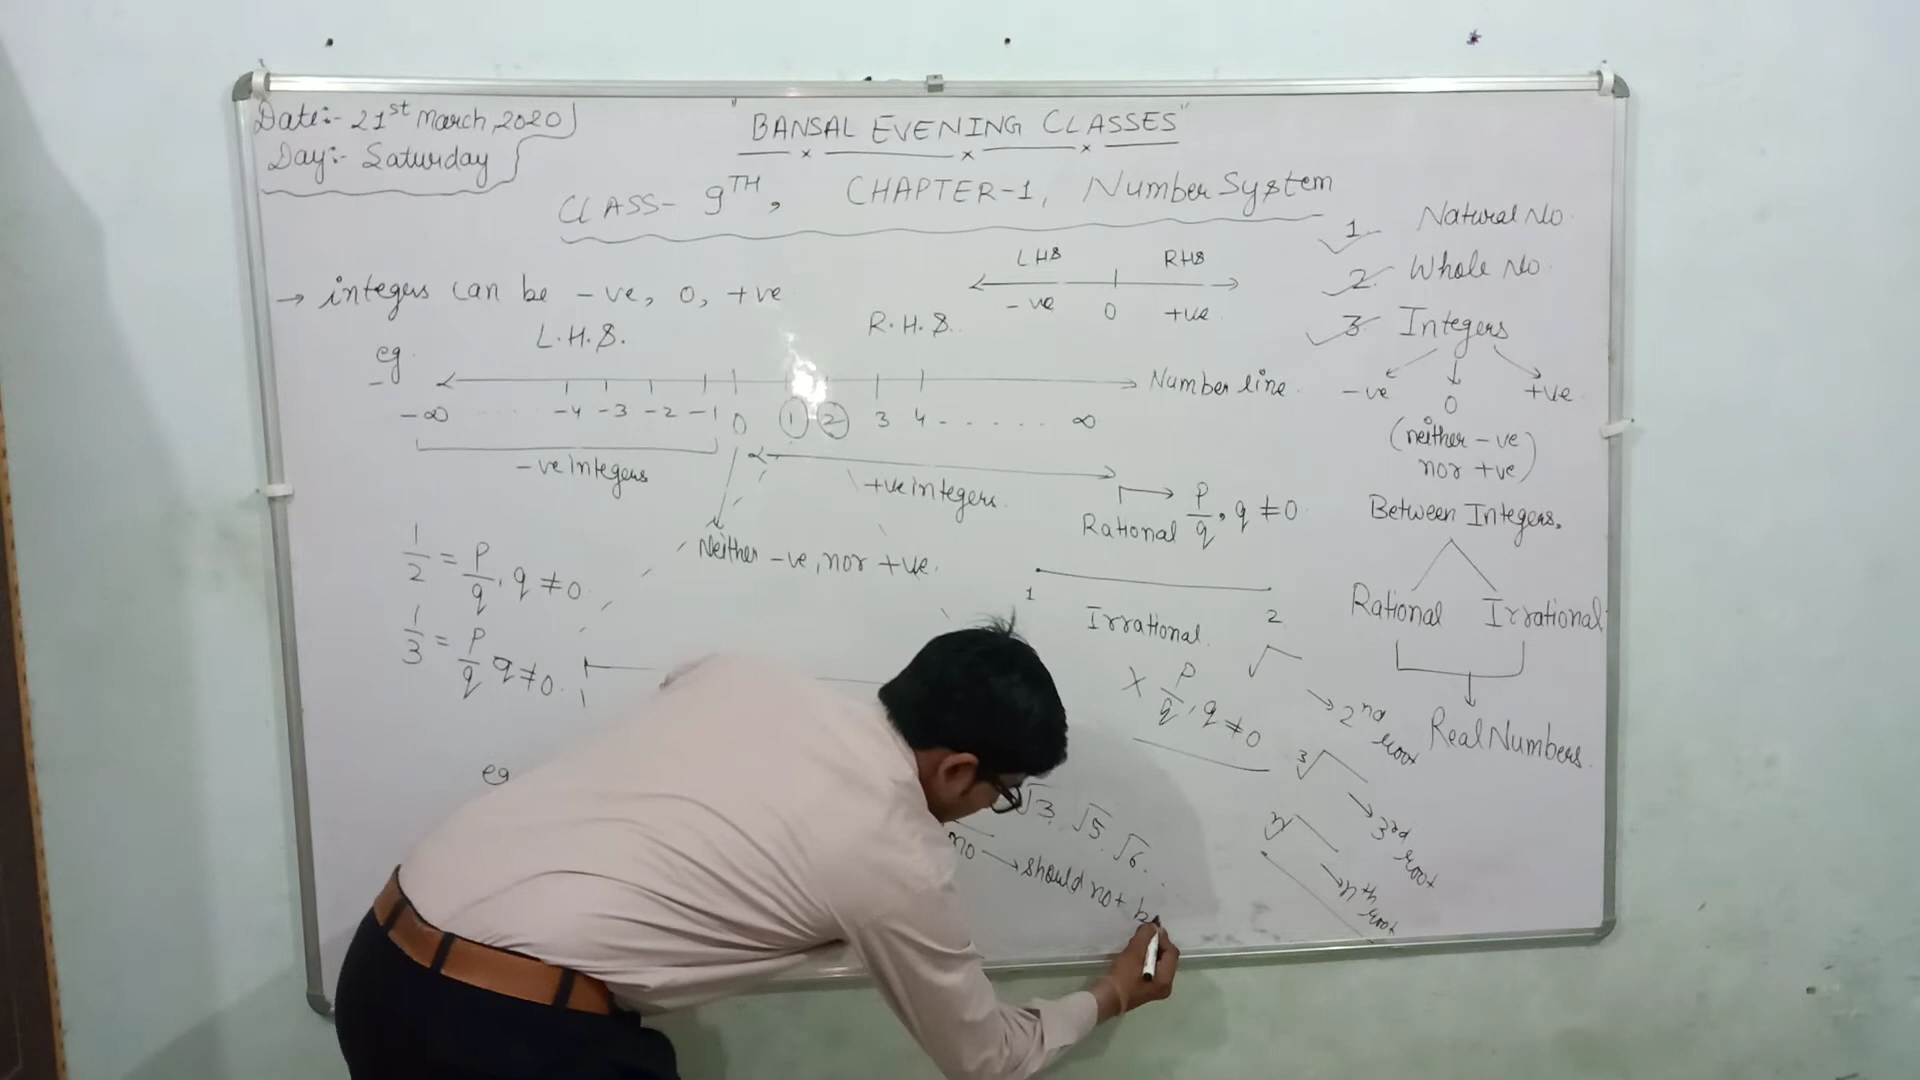 Date:- 21st March, 2020
Day:- Saturday
"BANSAL EVENING CLASSES"
CLASS- 9TH, CHAPTER-1, Number System
1. Natural No.
2. Whole No.
3. Integers
-ve 0 +ve
(neither -ve
nor +ve)
Between Integers.
Rational Irrational
Real Numbers.
LHS RHS
-ve 0 +ve
→ integers can be -ve, 0, +ve
L.H.S. R.H.S.
eg
Number line.
-∞ -4 -3 -2 -1 0 1 2 3 4 - . . . . . ∞
-ve integers
+ve integers.
Neither -ve, nor +ve.
Rational p/q, q ≠ 0
1 2
Irrational.
x p/q, q ≠ 0
1/2 = p/q, q ≠ 0
1/3 = p/q q ≠ 0.
√ → 2nd root
3√ → 3rd root
4√ → 4th root
eg
√3, √5, √6...
no → should not b